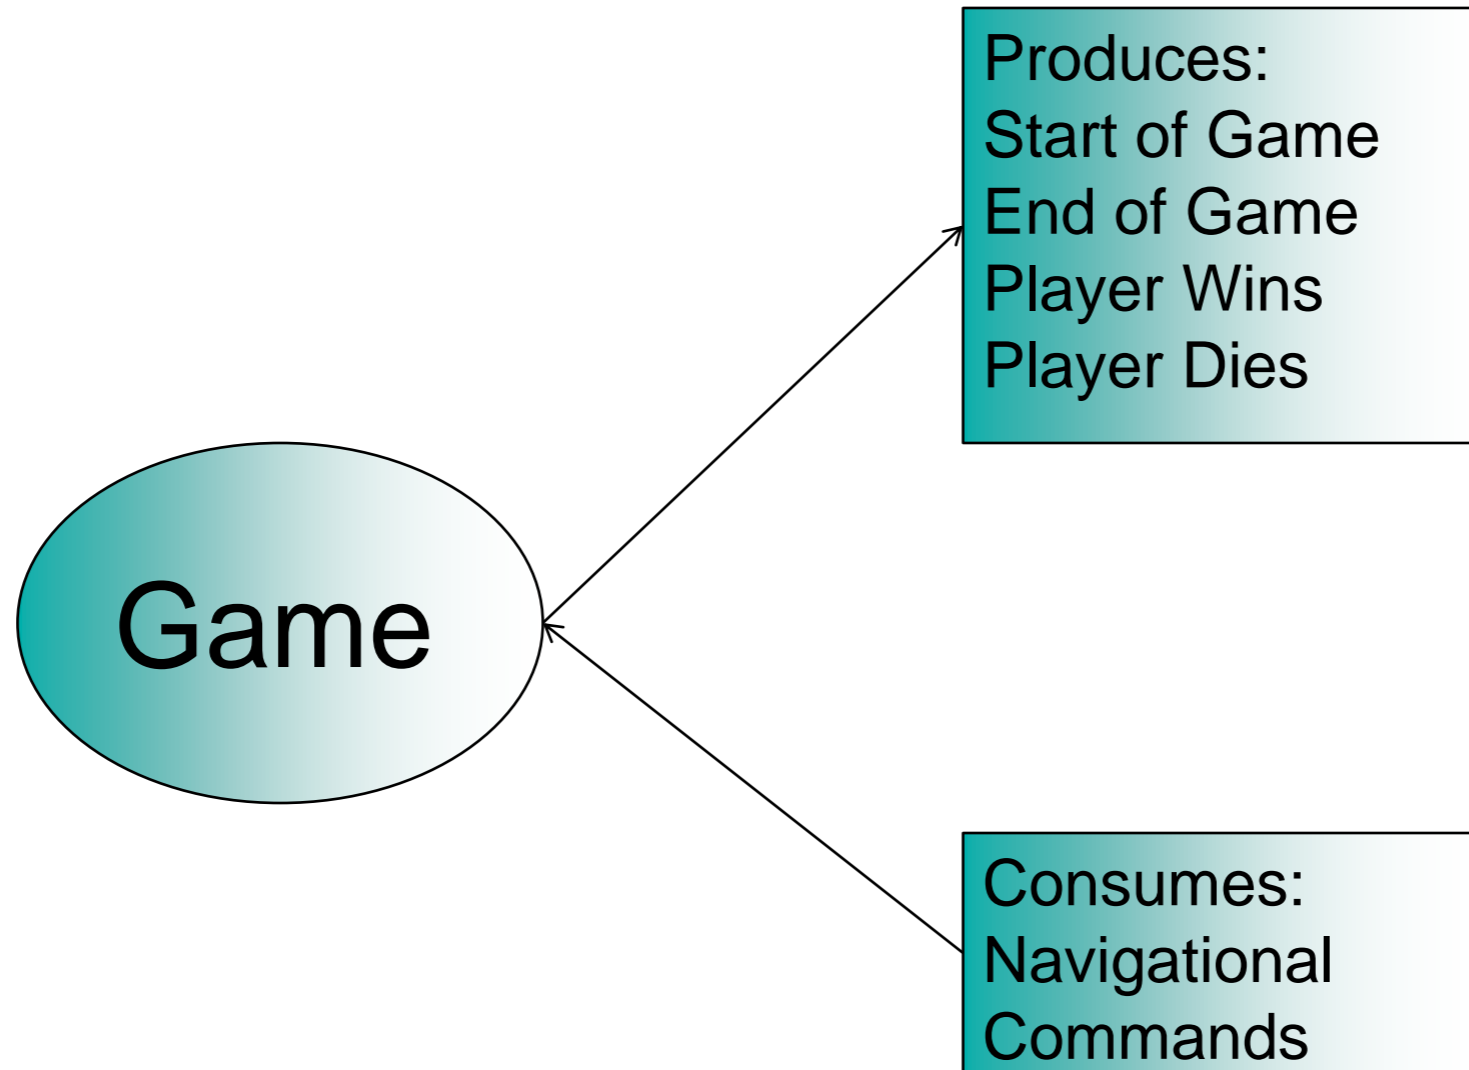 Produces:
Start of Game
End of Game
Player Wins
Player Dies
Game
Consumes:
Navigational
Commands